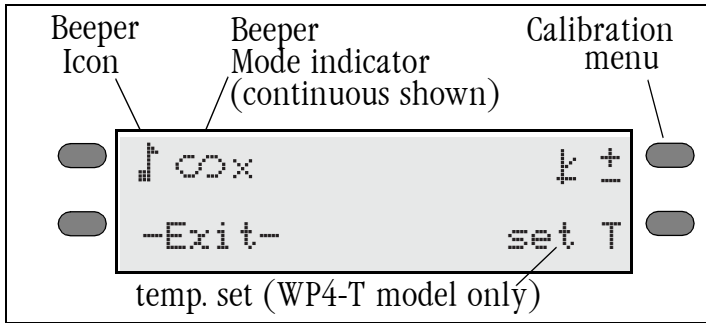 Beeper Icon
Beeper Mode indicator (continuous shown)
Calibration menu
♪ ∞x ±
-Exit- set T
temp. set (WP4-T model only)